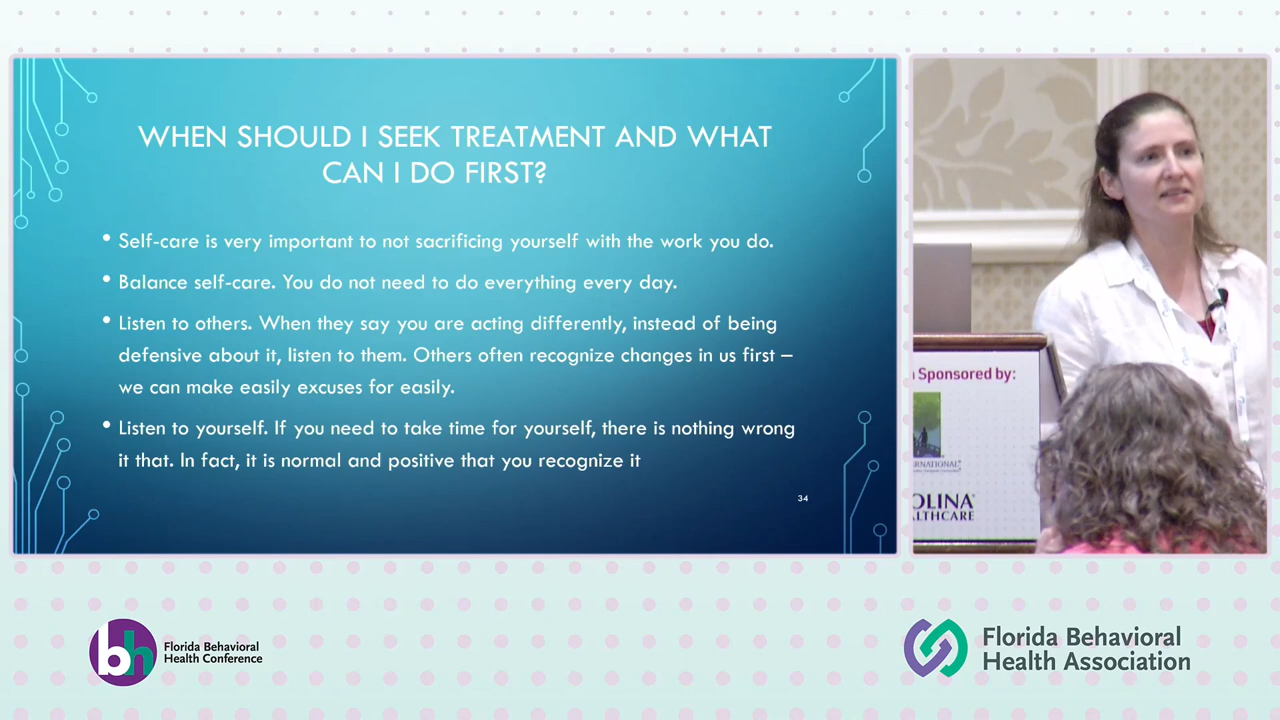 WHEN SHOULD I SEEK TREATMENT AND WHAT
CAN I DO FIRST?
• Self-care is very important to not sacrificing yourself with the work you do.
• Balance self-care. You do not need to do everything every day.
• Listen to others. When they say you are acting differently, instead of being
defensive about it, listen to them. Others often recognize changes in us first –
we can make easily excuses for easily.
• Listen to yourself. If you need to take time for yourself, there is nothing wrong
it that. In fact, it is normal and positive that you recognize it
34
Sponsored by:
RNATIONAL
OLINA
LTHCARE
bh
Florida Behavioral
Health Conference
Florida Behavioral
Health Association